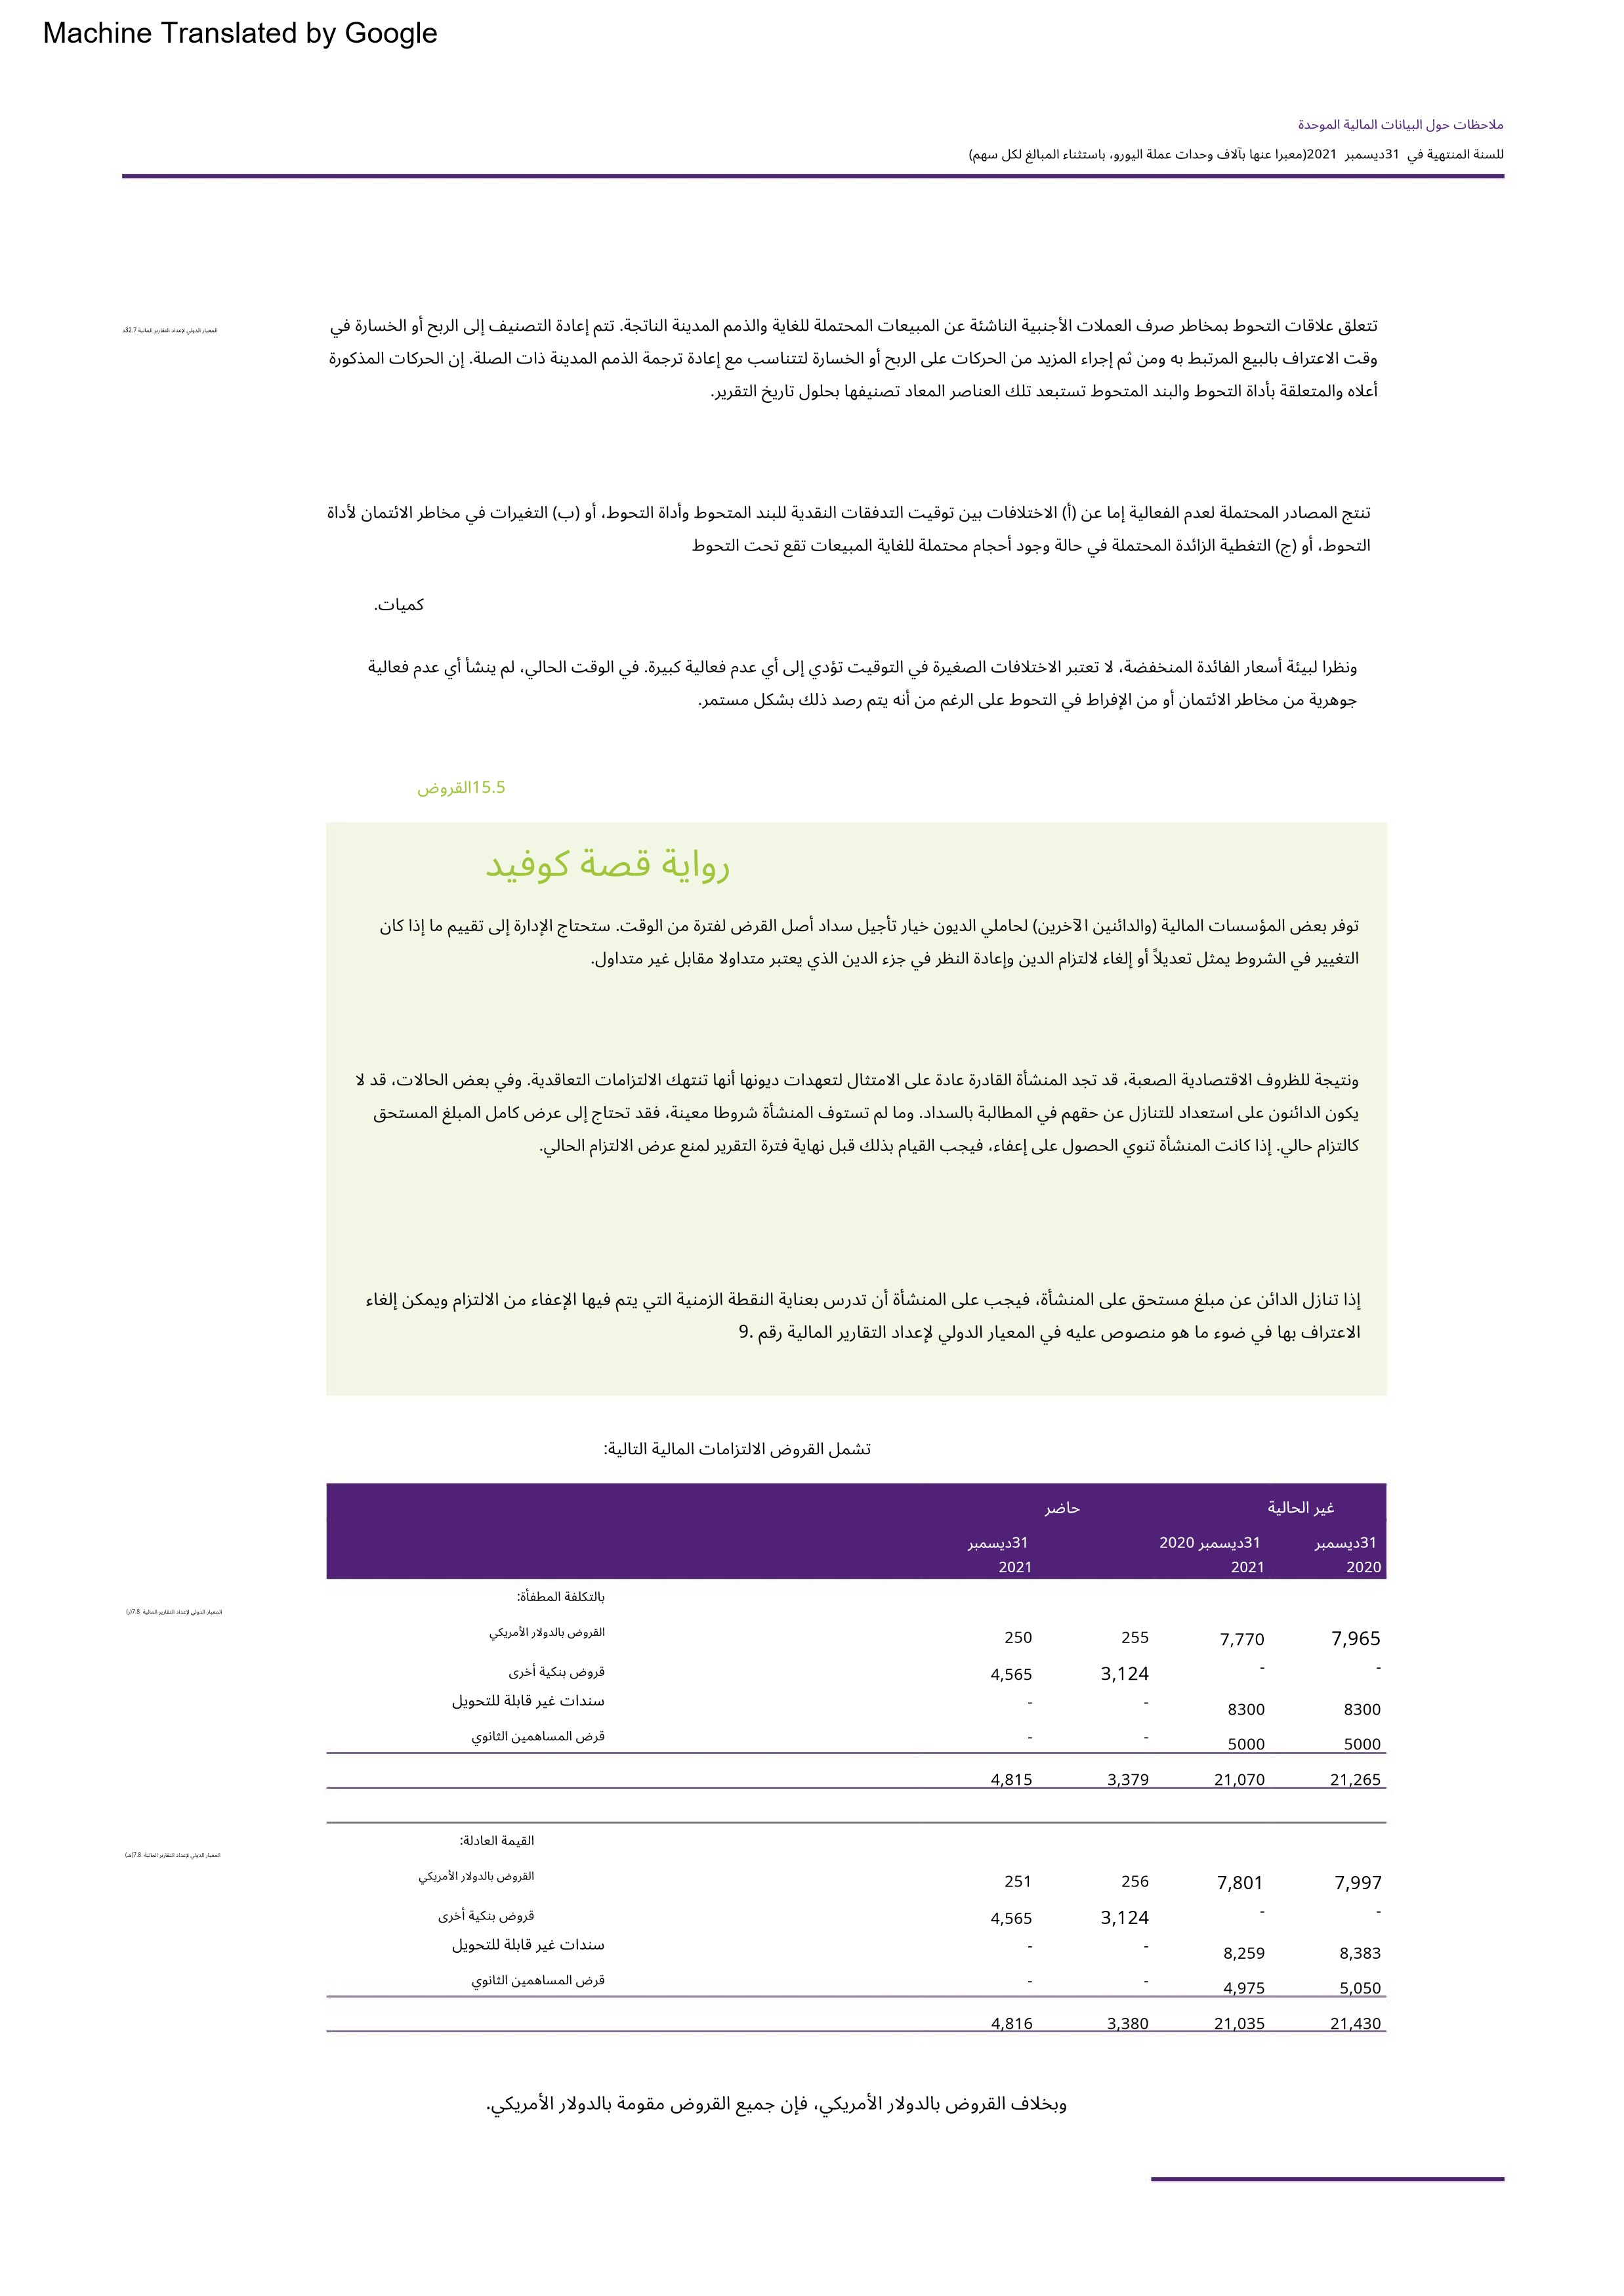 Machine Translated by Google
ملاحظات حول البيانات المالية الموحدة
للسنة المنتهية في 31ديسمبر 2021(معبرا عنها بآلاف وحدات عملة اليورو، باستثناء المبالغ لكل سهم)
المعيار الدولي لإعداد التقارير المالية 32.7د
تتعلق علاقات التحوط بمخاطر صرف العملات الأجنبية الناشئة عن المبيعات المحتملة للغاية والذمم المدينة الناتجة. تتم إعادة التصنيف إلى الربح أو الخسارة في
وقت الاعتراف بالبيع المرتبط به ومن ثم إجراء المزيد من الحركات على الربح أو الخسارة لتتناسب مع إعادة ترجمة الذمم المدينة ذات الصلة. إن الحركات المذكورة
أعلاه والمتعلقة بأداة التحوط والبند المتحوط تستبعد تلك العناصر المعاد تصنيفها بحلول تاريخ التقرير.
تنتج المصادر المحتملة لعدم الفعالية إما عن (أ) الاختلافات بين توقيت التدفقات النقدية للبند المتحوط وأداة التحوط، أو (ب) التغيرات في مخاطر الائتمان لأداة
التحوط، أو (ج) التغطية الزائدة المحتملة في حالة وجود أحجام محتملة للغاية المبيعات تقع تحت التحوط
كميات.
ونظرا لبيئة أسعار الفائدة المنخفضة، لا تعتبر الاختلافات الصغيرة في التوقيت تؤدي إلى أي عدم فعالية كبيرة. في الوقت الحالي، لم ينشأ أي عدم فعالية
جوهرية من مخاطر الائتمان أو من الإفراط في التحوط على الرغم من أنه يتم رصد ذلك بشكل مستمر.
15.5القروض
رواية قصة كوفيد
توفر بعض المؤسسات المالية (والدائنين الآخرين) لحاملي الديون خيار تأجيل سداد أصل القرض لفترة من الوقت. ستحتاج الإدارة إلى تقييم ما إذا كان
التغيير في الشروط يمثل تعديلاً أو إلغاء لالتزام الدين وإعادة النظر في جزء الدين الذي يعتبر متداولا مقابل غير متداول.
ونتيجة للظروف الاقتصادية الصعبة، قد تجد المنشأة القادرة عادة على الامتثال لتعهدات ديونها أنها تنتهك الالتزامات التعاقدية. وفي بعض الحالات، قد لا
يكون الدائنون على استعداد للتنازل عن حقهم في المطالبة بالسداد. وما لم تستوف المنشأة شروطا معينة، فقد تحتاج إلى عرض كامل المبلغ المستحق
كالتزام حالي. إذا كانت المنشأة تنوي الحصول على إعفاء، فيجب القيام بذلك قبل نهاية فترة التقرير لمنع عرض الالتزام الحالي.
إذا تنازل الدائن عن مبلغ مستحق على المنشأة، فيجب على المنشأة أن تدرس بعناية النقطة الزمنية التي يتم فيها الإعفاء من الالتزام ويمكن إلغاء
الاعتراف بها في ضوء ما هو منصوص عليه في المعيار الدولي لإعداد التقارير المالية رقم .9
تشمل القروض الالتزامات المالية التالية:
حاضر غير الحالية
31ديسمبر 31ديسمبر 2020 31ديسمبر
2021 2021 2020
بالتكلفة المطفأة:
المعيار الدولي لإعداد التقارير المالية 7.8(ز)
القروض بالدولار الأمريكي 250 255 7,770 7,965
قروض بنكية أخرى 4,565 3,124 - -
سندات غير قابلة للتحويل - - 8300 8300
قرض المساهمين الثانوي - - 5000 5000
4,815 3,379 21,070 21,265
القيمة العادلة:
المعيار الدولي لإعداد التقارير المالية 7.8(هـ)
القروض بالدولار الأمريكي 251 256 7,801 7,997
قروض بنكية أخرى 4,565 3,124 - -
سندات غير قابلة للتحويل - - 8,259 8,383
قرض المساهمين الثانوي - - 4,975 5,050
4,816 3,380 21,035 21,430
وبخلاف القروض بالدولار الأمريكي، فإن جميع القروض مقومة بالدولار الأمريكي.